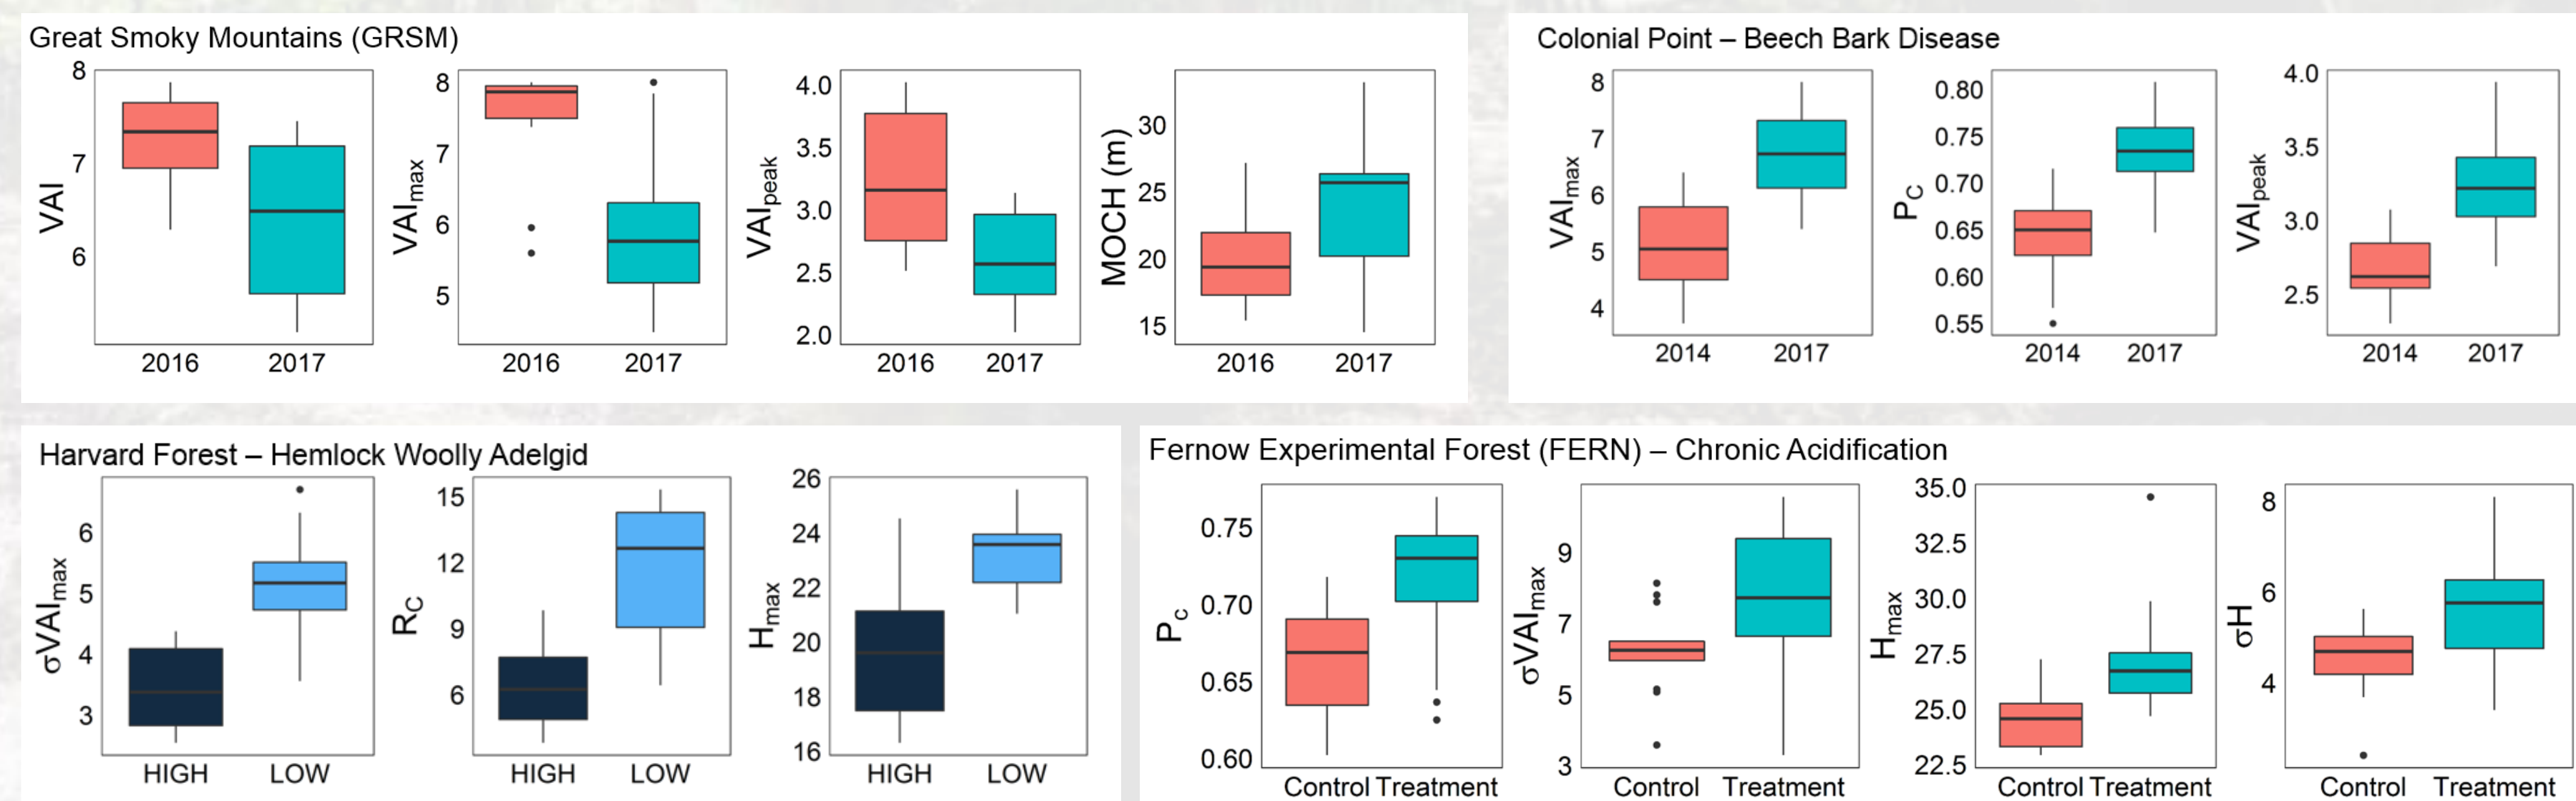 Great Smoky Mountains (GRSM)
VAI
8
7
6
2016 2017
VAImax
8
7
6
5
2016 2017
VAIpeak
4.0
3.5
3.0
2.5
2.0
2016 2017
MOCH (m)
30
25
20
15
2016 2017
Colonial Point – Beech Bark Disease
VAImax
8
7
6
5
4
2014 2017
PC
0.80
0.75
0.70
0.65
0.60
0.55
2014 2017
VAIpeak
4.0
3.5
3.0
2.5
2014 2017
Harvard Forest – Hemlock Woolly Adelgid
σVAImax
6
5
4
3
HIGH LOW
RC
15
12
9
6
HIGH LOW
Hmax
26
24
22
20
18
16
HIGH LOW
Fernow Experimental Forest (FERN) – Chronic Acidification
Pc
0.75
0.70
0.65
0.60
Control Treatment
σVAImax
9
7
5
3
Control Treatment
Hmax
35.0
32.5
30.0
27.5
25.0
22.5
Control Treatment
σH
8
6
4
Control Treatment